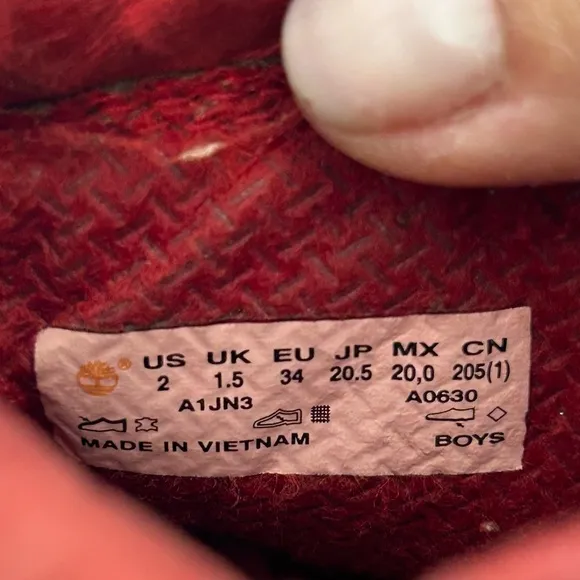 US UK EU JP MX CN
2 1.5 34 20.5 20,0 205(1)
A1JN3 A0630
MADE IN VIETNAM BOYS